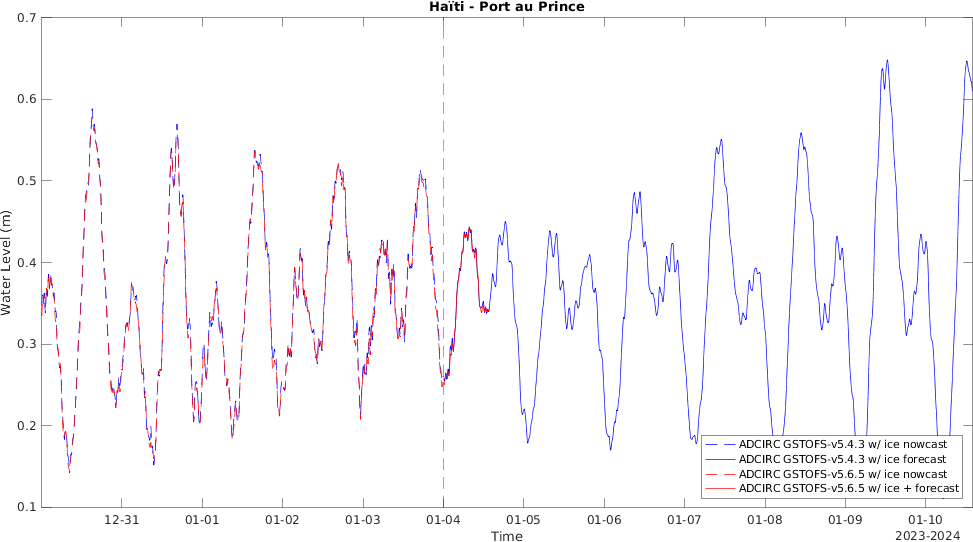 Haïti - Port au Prince
0.7
0.6
0.5
0.4
0.3
0.2
0.1
Water Level (m)
ADCIRC GSTOFS-v5.4.3 w/ ice nowcast
ADCIRC GSTOFS-v5.4.3 w/ ice forecast
ADCIRC GSTOFS-v5.6.5 w/ ice nowcast
ADCIRC GSTOFS-v5.6.5 w/ ice + forecast
12-31 01-01 01-02 01-03 01-04 01-05 01-06 01-07 01-08 01-09 01-10
Time
2023-2024